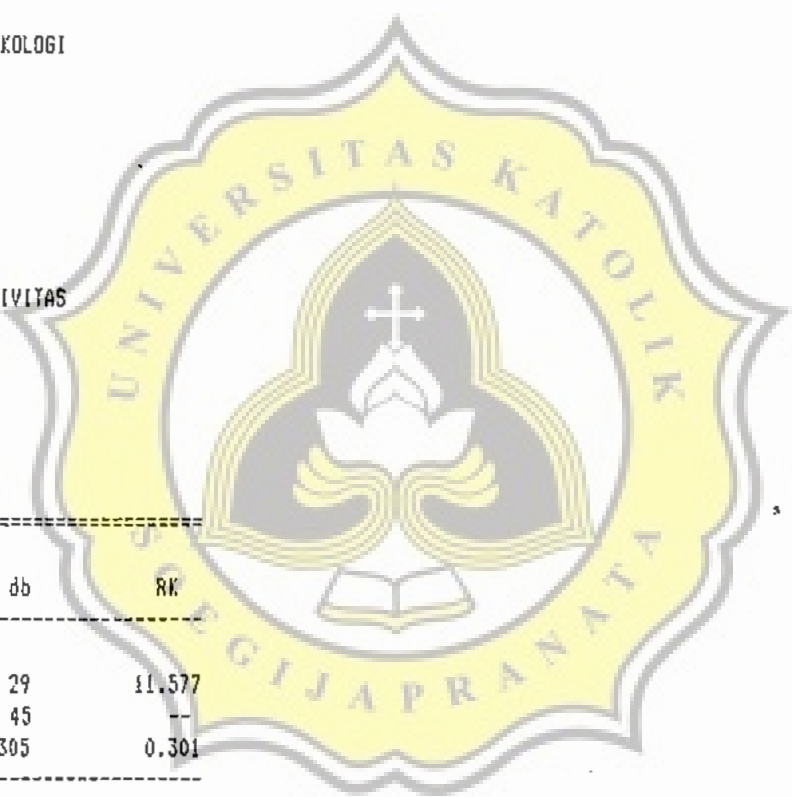 KOLOGI
IVITAS
UNIVERSITAS KATOLIK
SOEGIJAPRANATA
=====================
db RK
---------------------
29 11.577
45 --
305 0.301
---------------------